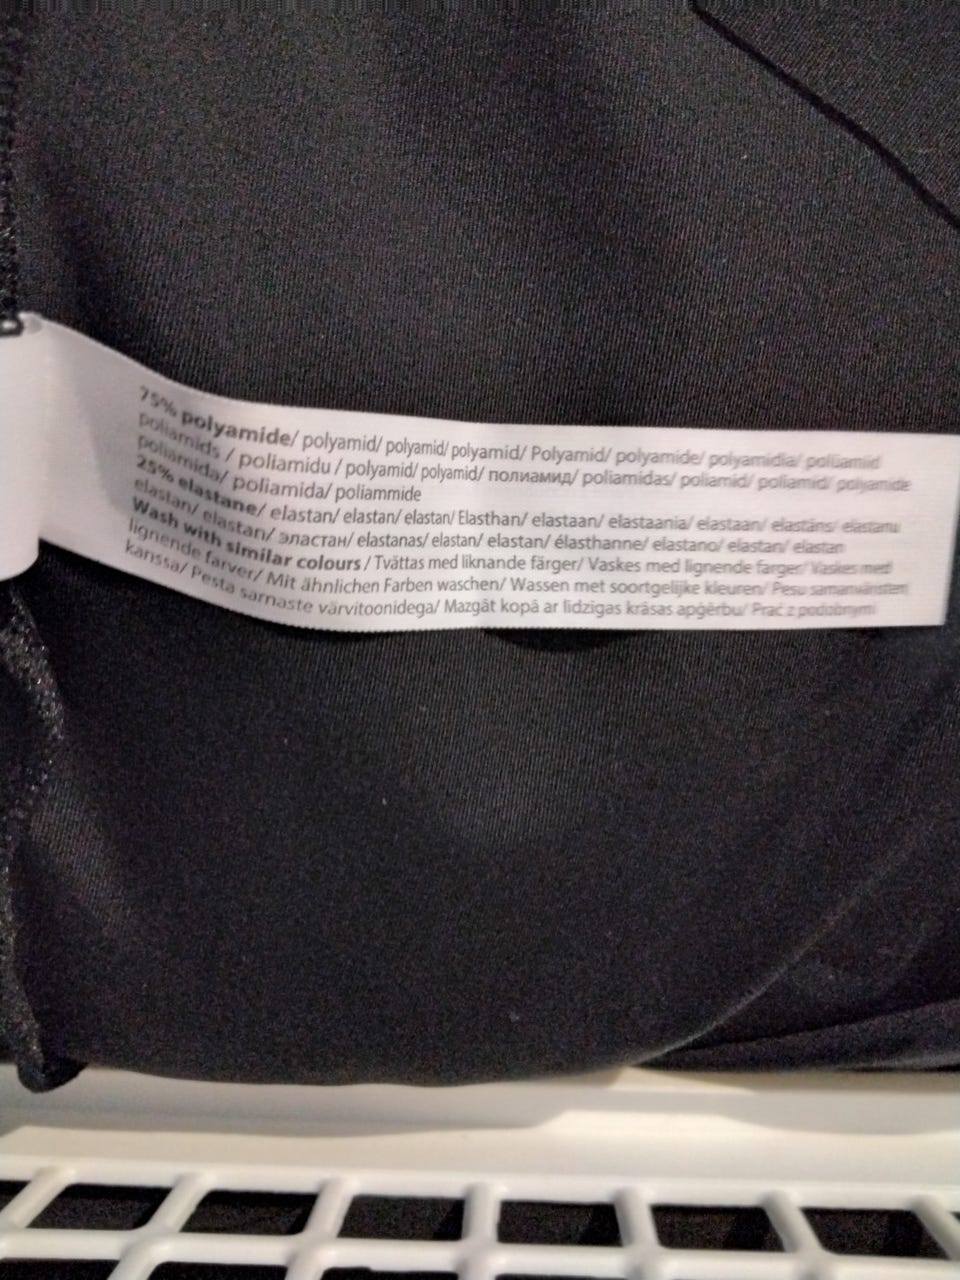 75% polyamide/ polyamid/ polyamid/ polyamid/ Polyamid/ polyamide/ polyamidia/ polüamiid
poliamīds / poliamidu / polyamid/ polyamid/ полиамид/ poliamidas/ poliamid/ poliamid/ polyamide
poliamida/ poliamida/ poliammide
25% elastane/ elastan/ elastan/ elastan/ Elasthan/ elastaan/ elastaania/ elastaan/ elastāns/ elastanu
elastan/ elastan/ эластан/ elastanas/ elastan/ elastan/ élasthanne/ elastano/ elastan/ elastan
Wash with similar colours / Tvättas med liknande färger/ Vaskes med lignende farger/ Vaskes med
lignende farver/ Mit ähnlichen Farben waschen/ Wassen met soortgelijke kleuren/ Pesu samanväristen
kanssa/ Pesta sarnaste värvitoonidega/ Mazgāt kopā ar līdzīgas krāsas apģērbu/ Prać z podobnymi